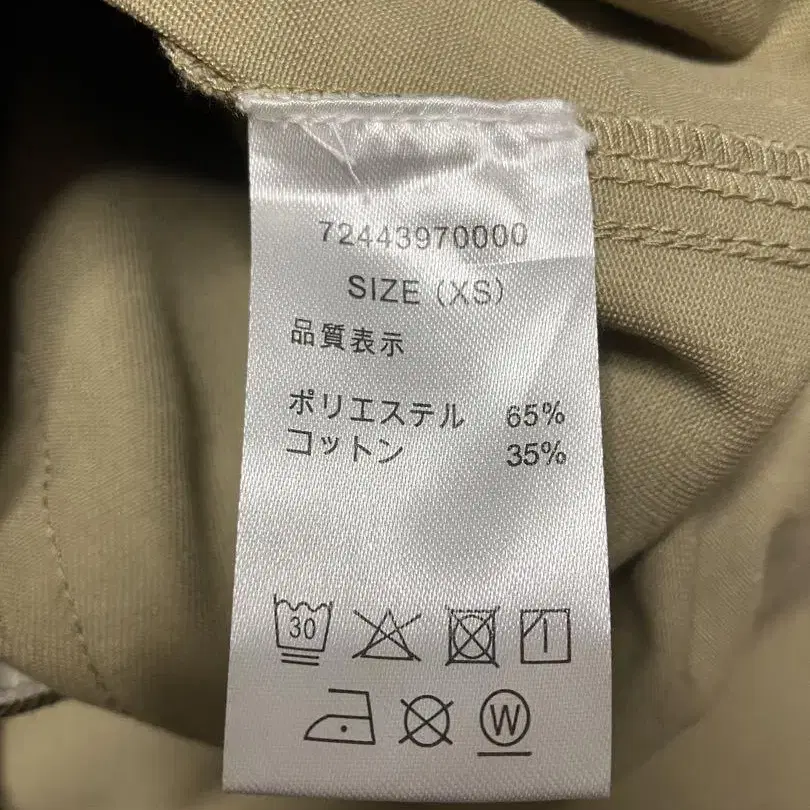 72443970000
SIZE (XS)
品質表示
ポリエステル 65%
コットン 35%
30
W